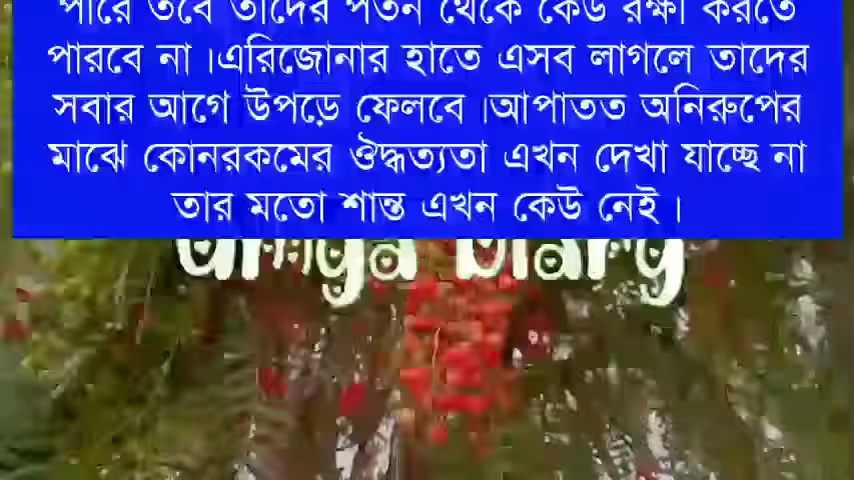 পারে তবে তাদের পতন থেকে কেউ রক্ষা করতে
পারবে না।এরিজোনার হাতে এসব লাগলে তাদের
সবার আগে উপড়ে ফেলবে।আপাতত অনিরুপের
মাঝে কোনরকমের ঔদ্ধত্যতা এখন দেখা যাচ্ছে না
তার মতো শান্ত এখন কেউ নেই।